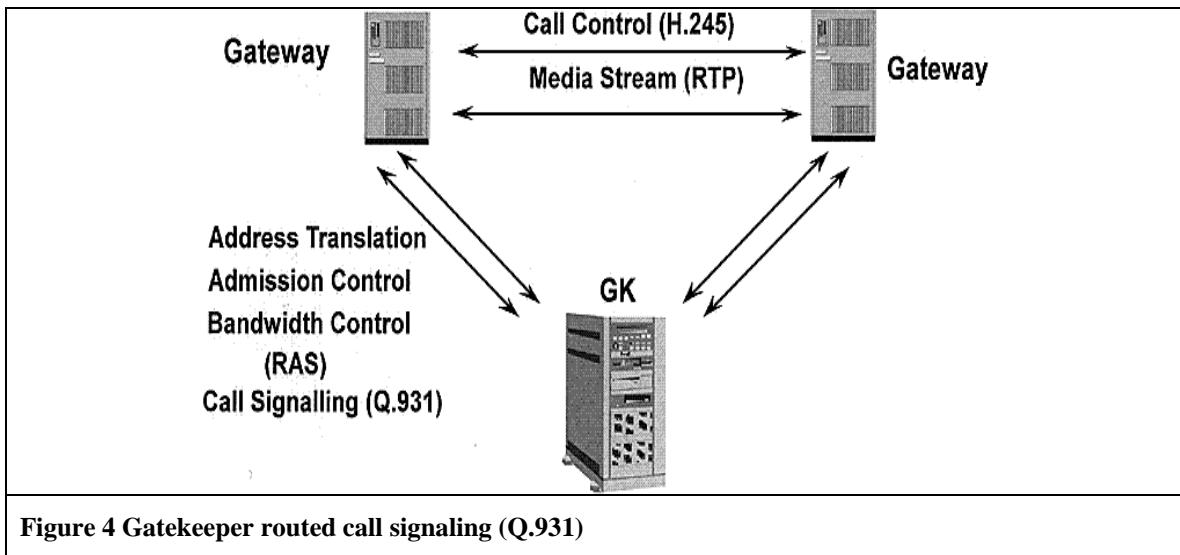 Call Control (H.245)
Gateway
Media Stream (RTP)
Gateway
Address Translation
Admission Control
Bandwidth Control
(RAS)
Call Signalling (Q.931)
GK
Figure 4 Gatekeeper routed call signaling (Q.931)